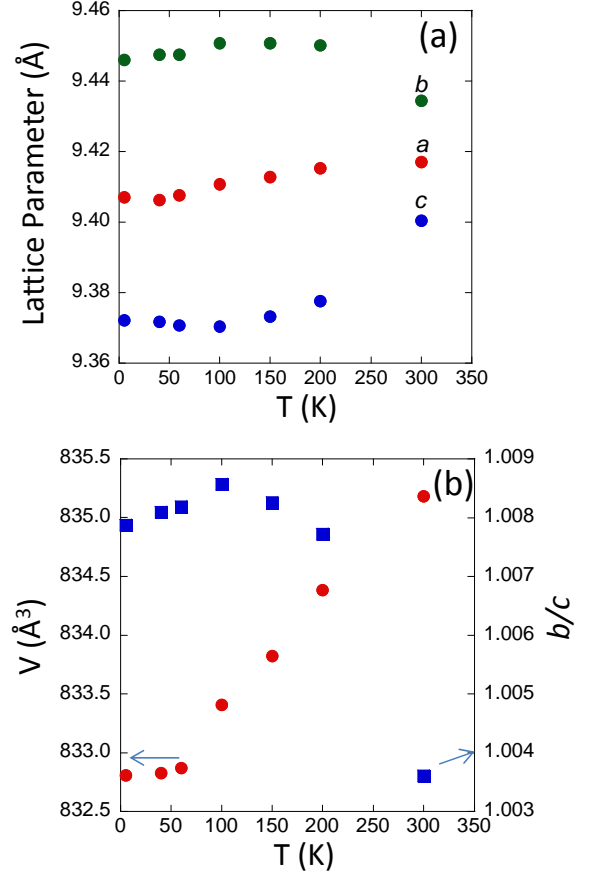 (a)
Lattice Parameter (Å)
9.46
9.44
9.42
9.40
9.38
9.36
b
a
c
0 50 100 150 200 250 300 350
T (K)
(b)
V (Å³)
835.5
835.0
834.5
834.0
833.5
833.0
832.5
1.009
1.008
1.007
1.006
1.005
1.004
1.003
b/c
0 50 100 150 200 250 300 350
T (K)